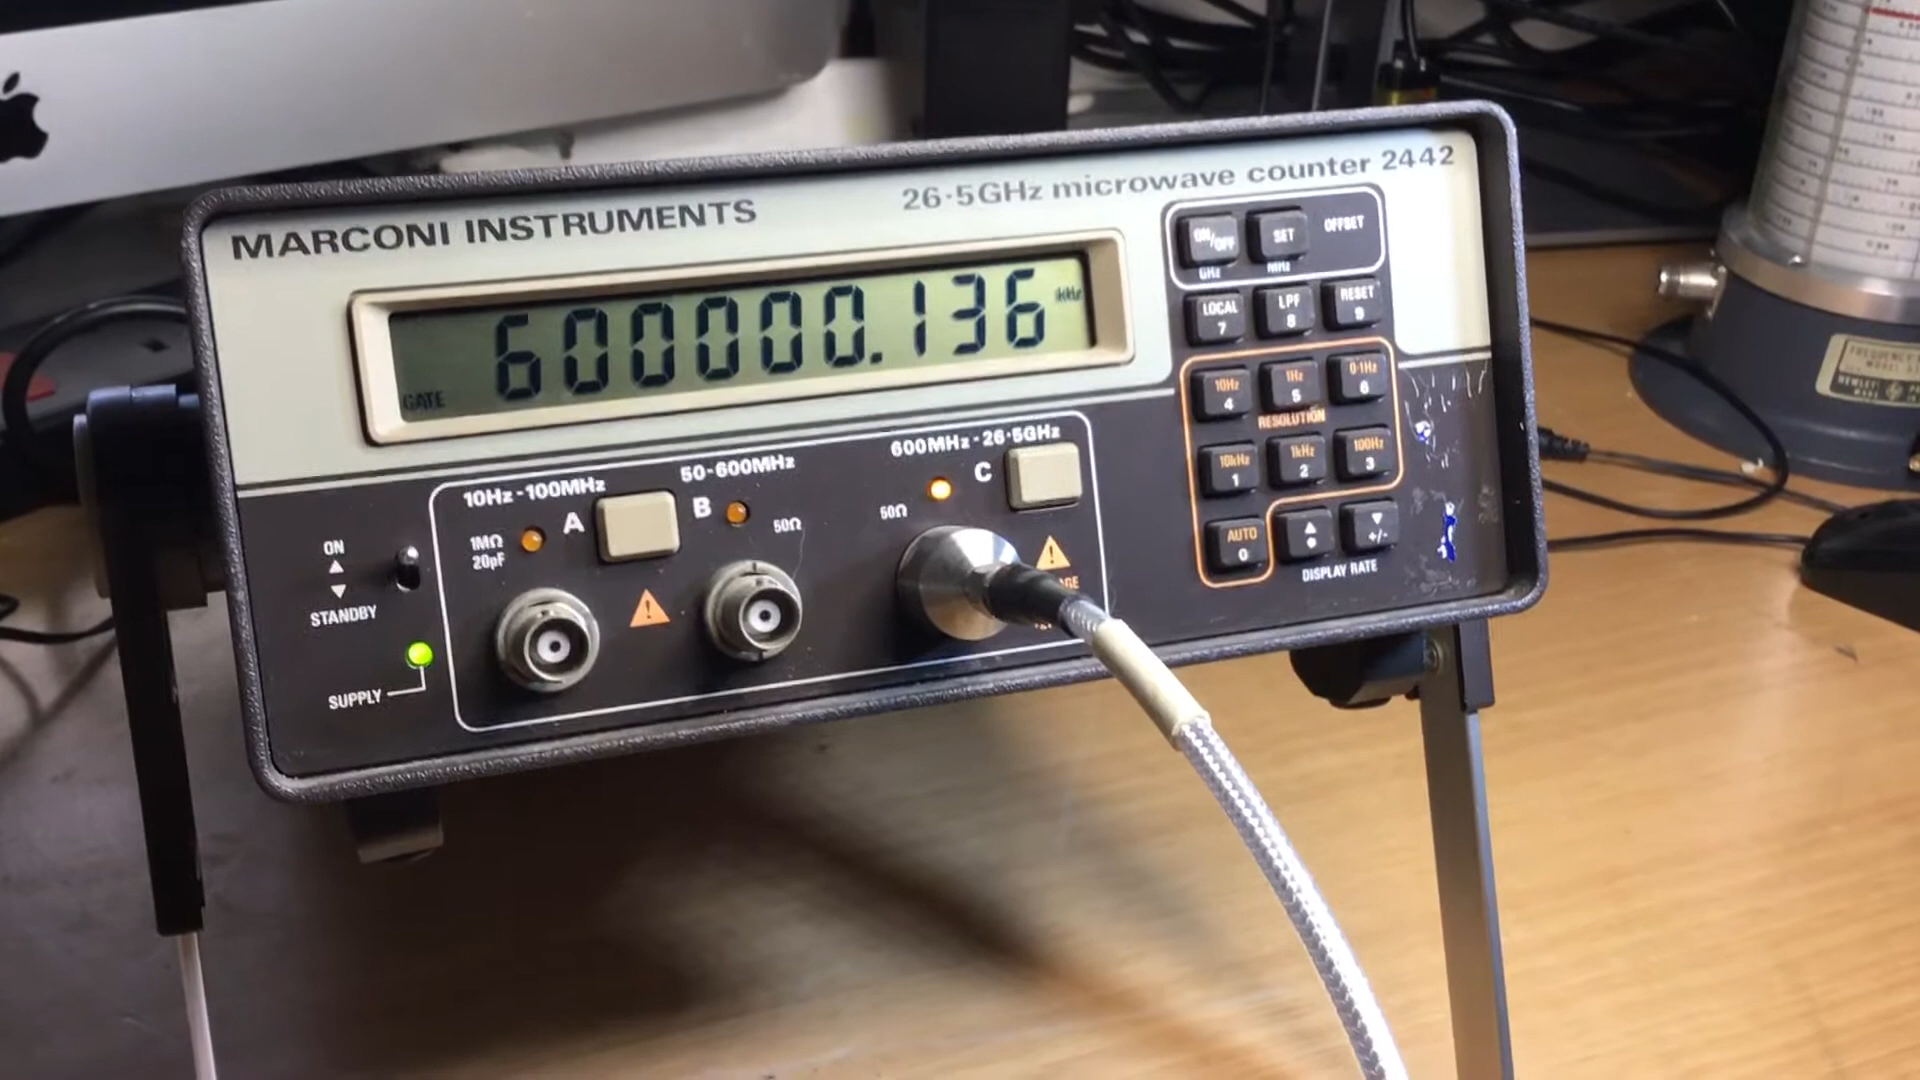 MARCONI INSTRUMENTS
26·5GHz microwave counter 2442
600000.136
kHz
GATE
ON/OFF
SET
OFFSET
GHz
MHz
LOCAL
7
LPF
8
RESET
9
10Hz
4
1Hz
5
0·1Hz
6
RESOLUTION
10kHz
1
1kHz
2
100Hz
3
AUTO
0
+/-
DISPLAY RATE
10Hz-100MHz
50-600MHz
600MHz-26·5GHz
1MΩ
20pF
A
B
50Ω
50Ω
C
ON
STANDBY
SUPPLY